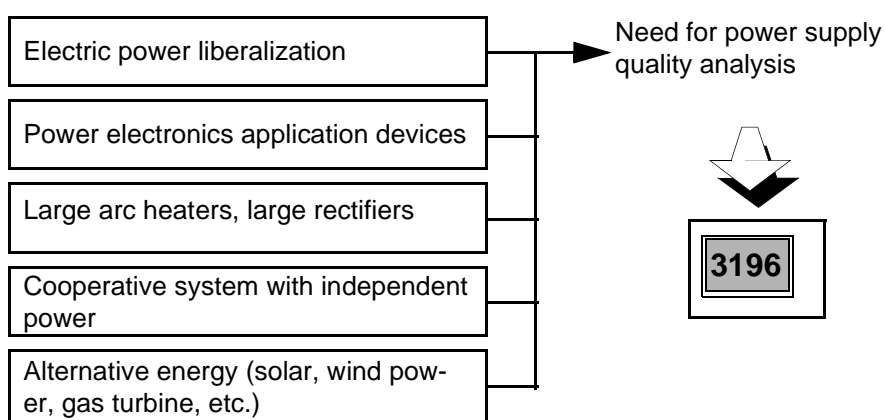 Electric power liberalization
Need for power supply
quality analysis
Power electronics application devices
Large arc heaters, large rectifiers
3196
Cooperative system with independent
power
Alternative energy (solar, wind pow-
er, gas turbine, etc.)